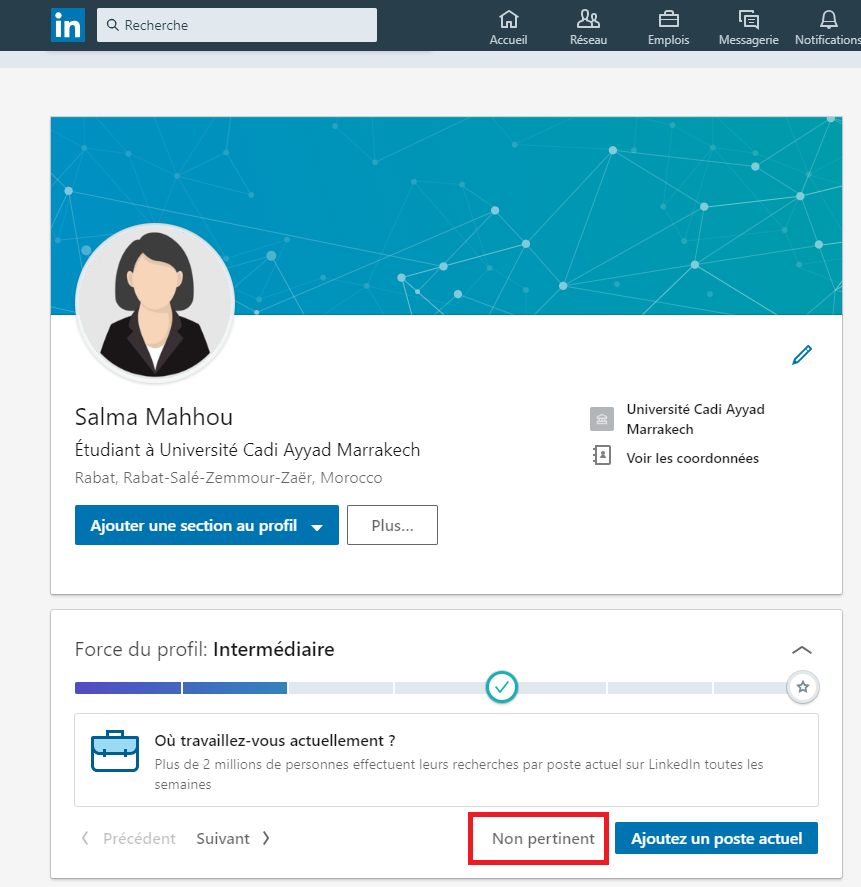 in
Recherche
Accueil
Réseau
Emplois
Messagerie
Notifications
Salma Mahhou
Étudiant à Université Cadi Ayyad Marrakech
Rabat, Rabat-Salé-Zemmour-Zaër, Morocco
Université Cadi Ayyad
Marrakech
Voir les coordonnées
Ajouter une section au profil
Plus...
Force du profil: Intermédiaire
Où travaillez-vous actuellement ?
Plus de 2 millions de personnes effectuent leurs recherches par poste actuel sur LinkedIn toutes les
semaines
Précédent
Suivant
Non pertinent
Ajoutez un poste actuel